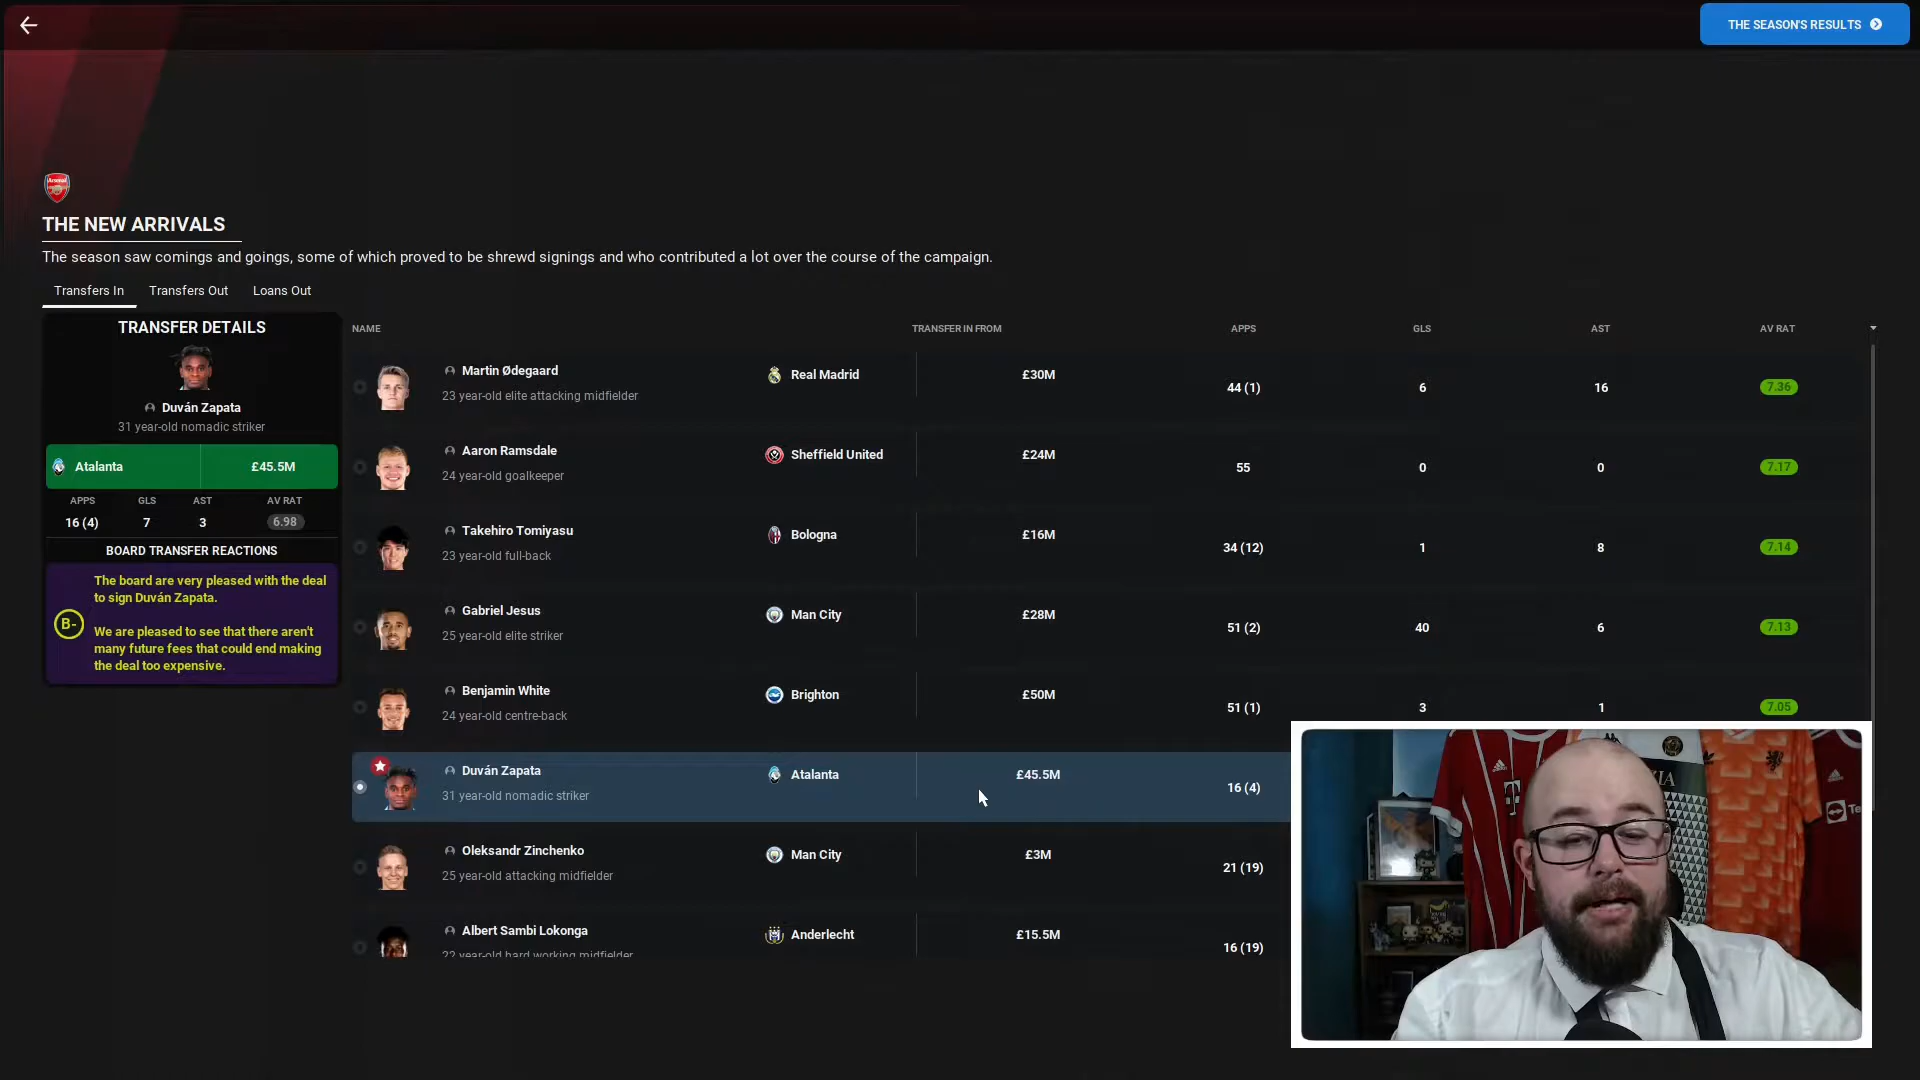 THE SEASON'S RESULTS
THE NEW ARRIVALS
The season saw comings and goings, some of which proved to be shrewd signings and who contributed a lot over the course of the campaign.
Transfers In Transfers Out Loans Out
TRANSFER DETAILS
Duván Zapata
31 year-old nomadic striker
Atalanta £45.5M
APPS GLS AST AV RAT
16 (4) 7 3 6.98
BOARD TRANSFER REACTIONS
The board are very pleased with the deal
to sign Duván Zapata.
B-
We are pleased to see that there aren't
many future fees that could end making
the deal too expensive.
NAME TRANSFER IN FROM APPS GLS AST AV RAT
Martin Ødegaard Real Madrid £30M 44 (1) 6 16 7.36
23 year-old elite attacking midfielder
Aaron Ramsdale Sheffield United £24M 55 0 0 7.17
24 year-old goalkeeper
Takehiro Tomiyasu Bologna £16M 34 (12) 1 8 7.14
23 year-old full-back
Gabriel Jesus Man City £28M 51 (2) 40 6 7.13
25 year-old elite striker
Benjamin White Brighton £50M 51 (1) 3 1 7.05
24 year-old centre-back
Duván Zapata Atalanta £45.5M 16 (4)
31 year-old nomadic striker
Oleksandr Zinchenko Man City £3M 21 (19)
25 year-old attacking midfielder
Albert Sambi Lokonga Anderlecht £15.5M 16 (19)
22 year-old hard working midfielder